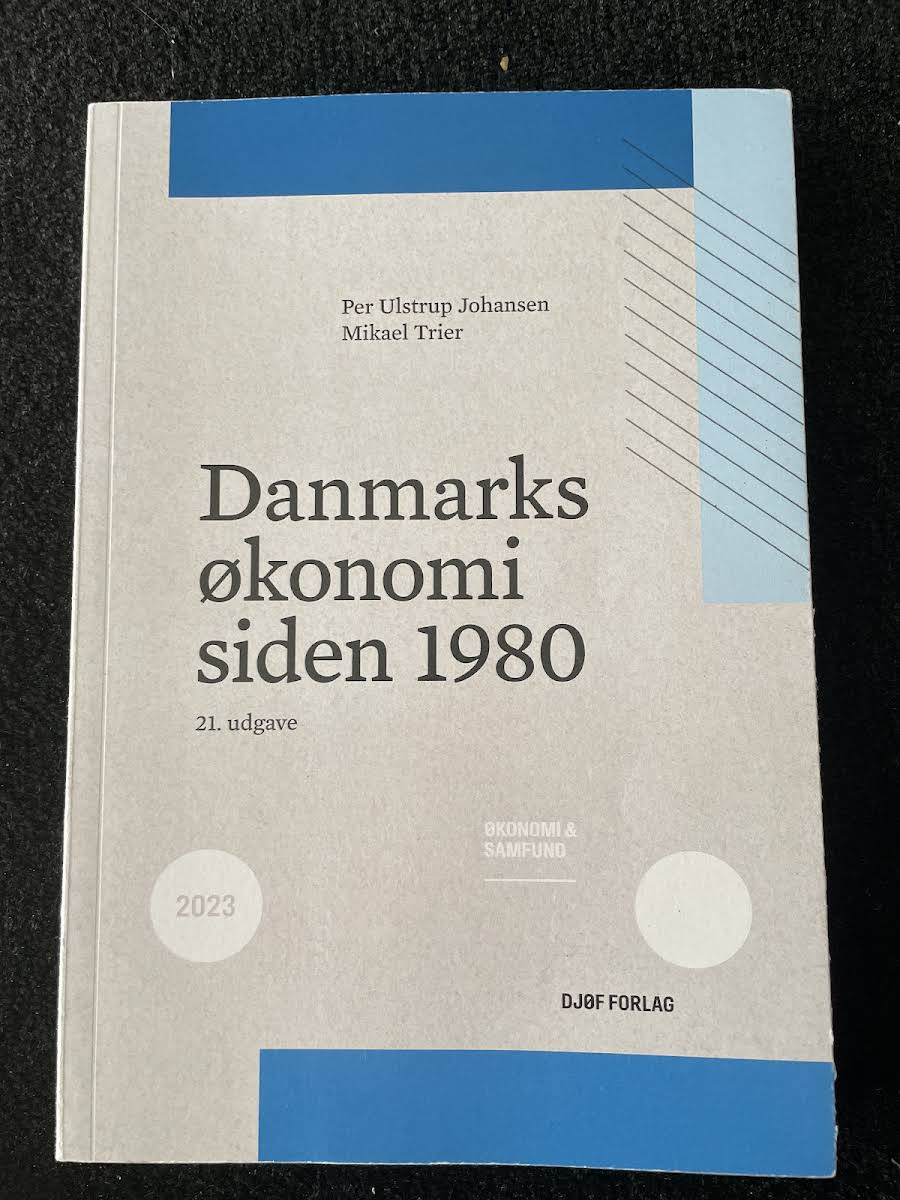 Per Ulstrup Johansen
Mikael Trier
Danmarks
økonomi
siden 1980
21. udgave
ØKONOMI &
SAMFUND
2023
DJØF FORLAG